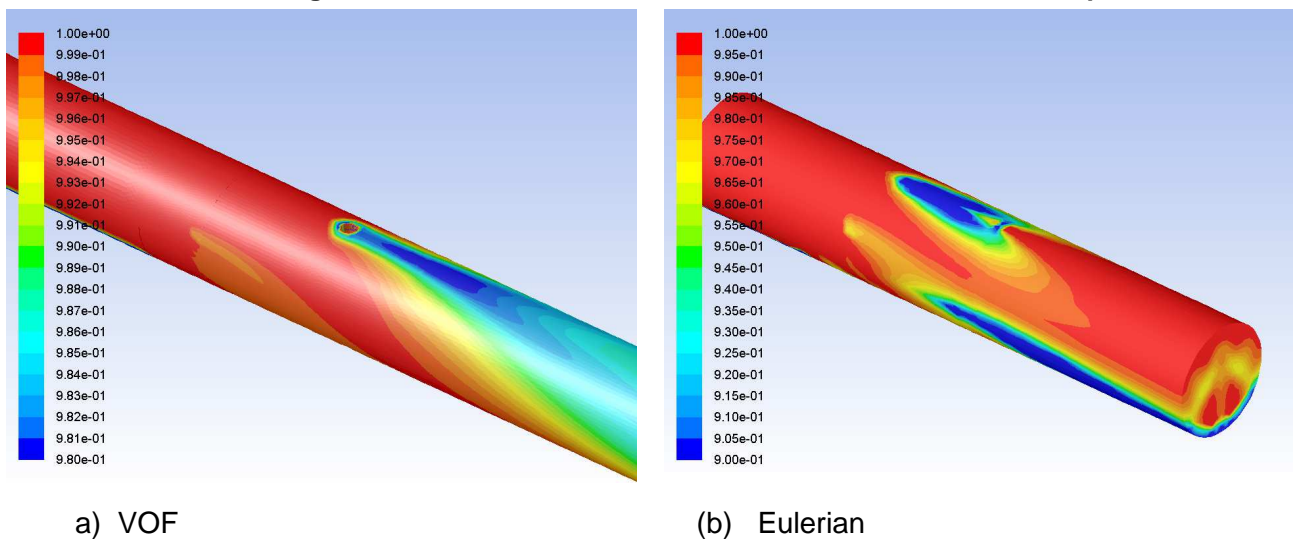 1.00e+00
9.99e-01
9.98e-01
9.97e-01
9.96e-01
9.95e-01
9.94e-01
9.93e-01
9.92e-01
9.91e-01
9.90e-01
9.89e-01
9.88e-01
9.87e-01
9.86e-01
9.85e-01
9.84e-01
9.83e-01
9.82e-01
9.81e-01
9.80e-01
1.00e+00
9.95e-01
9.90e-01
9.85e-01
9.80e-01
9.75e-01
9.70e-01
9.65e-01
9.60e-01
9.55e-01
9.50e-01
9.45e-01
9.40e-01
9.35e-01
9.30e-01
9.25e-01
9.20e-01
9.15e-01
9.10e-01
9.05e-01
9.00e-01
a) VOF
(b) Eulerian